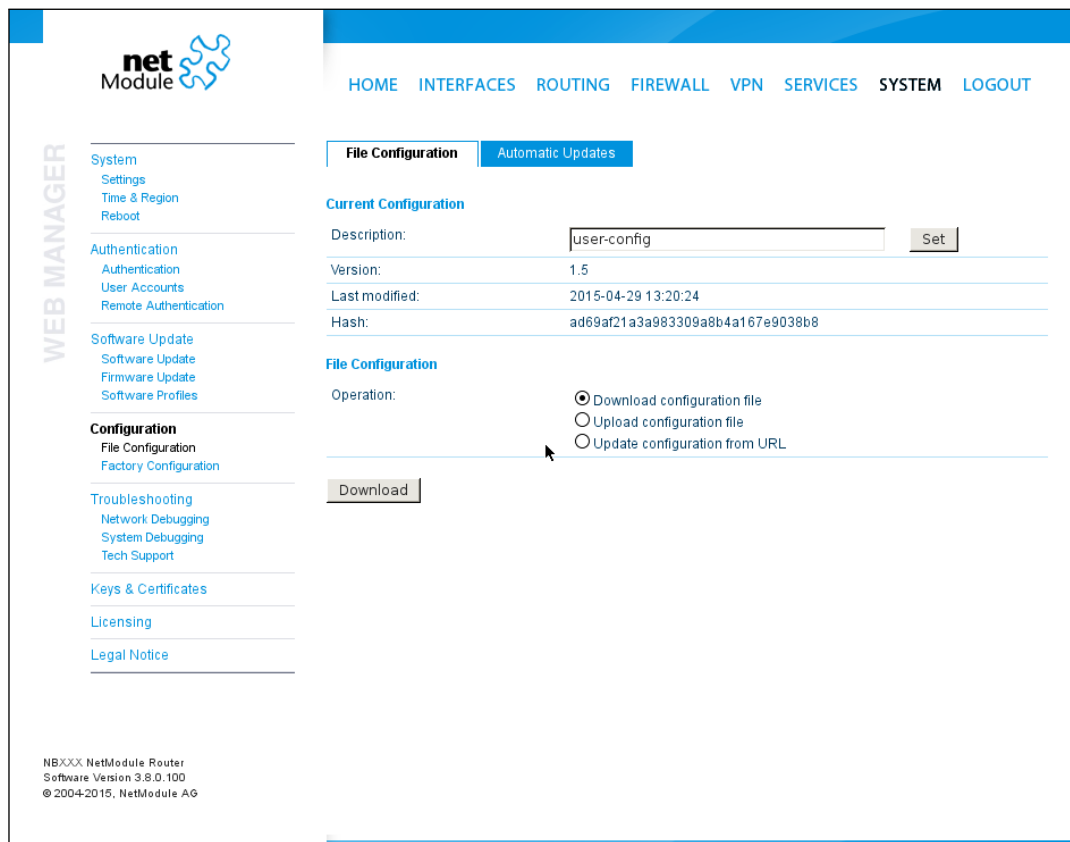 net
Module
HOME INTERFACES ROUTING FIREWALL VPN SERVICES SYSTEM LOGOUT
WEB MANAGER
System
Settings
Time & Region
Reboot
Authentication
Authentication
User Accounts
Remote Authentication
Software Update
Software Update
Firmware Update
Software Profiles
Configuration
File Configuration
Factory Configuration
Troubleshooting
Network Debugging
System Debugging
Tech Support
Keys & Certificates
Licensing
Legal Notice
NBXXX NetModule Router
Software Version 3.8.0.100
© 2004-2015, NetModule AG
File Configuration Automatic Updates
Current Configuration
Description: user-config Set
Version: 1.5
Last modified: 2015-04-29 13:20:24
Hash: ad69af21a3a983309a8b4a167e9038b8
File Configuration
Operation: Download configuration file
Upload configuration file
Update configuration from URL
Download